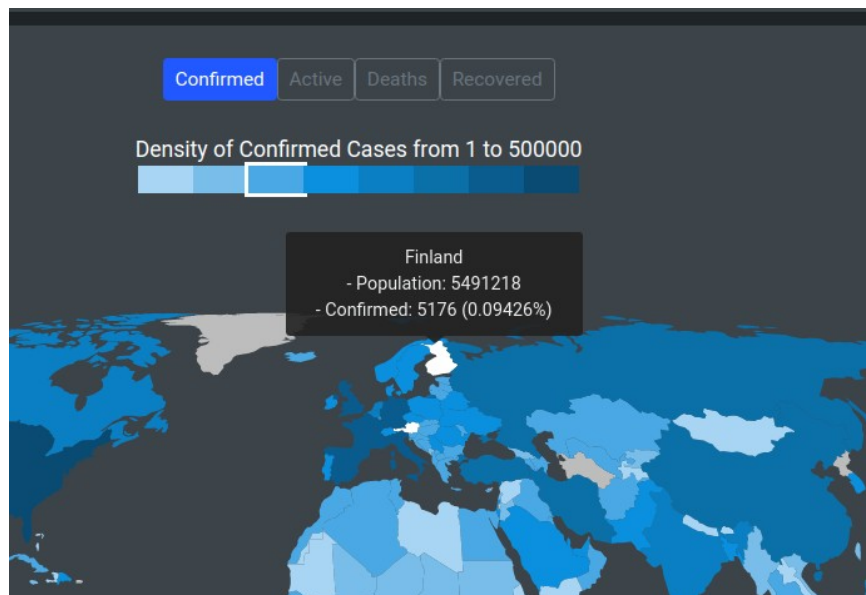 Confirmed Active Deaths Recovered
Density of Confirmed Cases from 1 to 500000
Finland
- Population: 5491218
- Confirmed: 5176 (0.09426%)